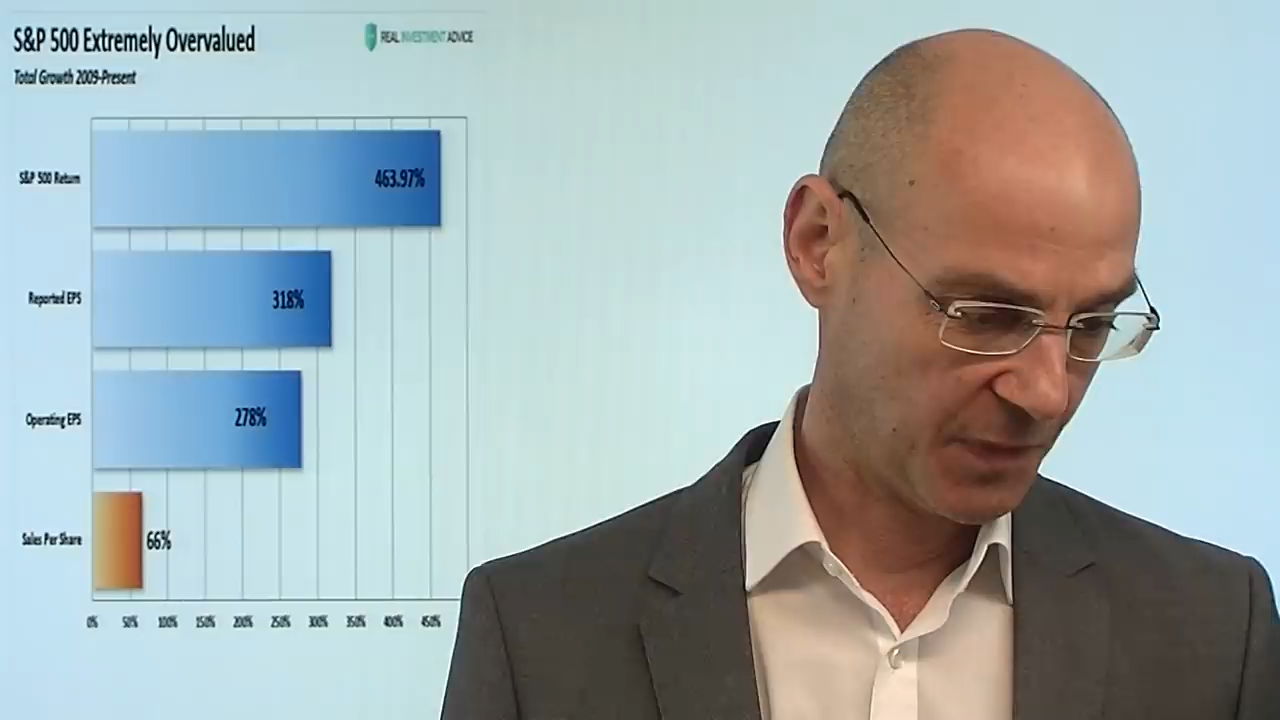 S&P 500 Extremely Overvalued
REAL INVESTMENT ADVICE
Total Growth 2009-Present
S&P 500 Return
463.97%
Reported EPS
318%
Operating EPS
278%
Sales Per Share
66%
0% 50% 100% 150% 200% 250% 300% 350% 400% 450%